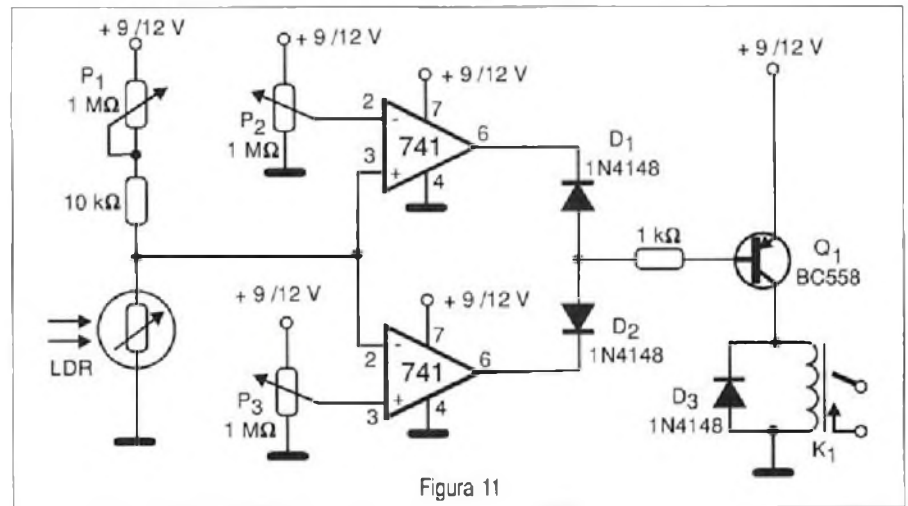 + 9 /12 V
P1
1 MΩ
10 kΩ
LDR
+ 9 /12 V
P2
1 MΩ
2
-
3
+
741
7
4
6
+ 9 /12 V
+ 9 /12 V
P3
1 MΩ
2
-
3
+
741
7
4
6
+ 9 /12 V
D1
1N4148
D2
1N4148
1 kΩ
+ 9 /12 V
Q1
BC558
D3
1N4148
K1
Figura 11